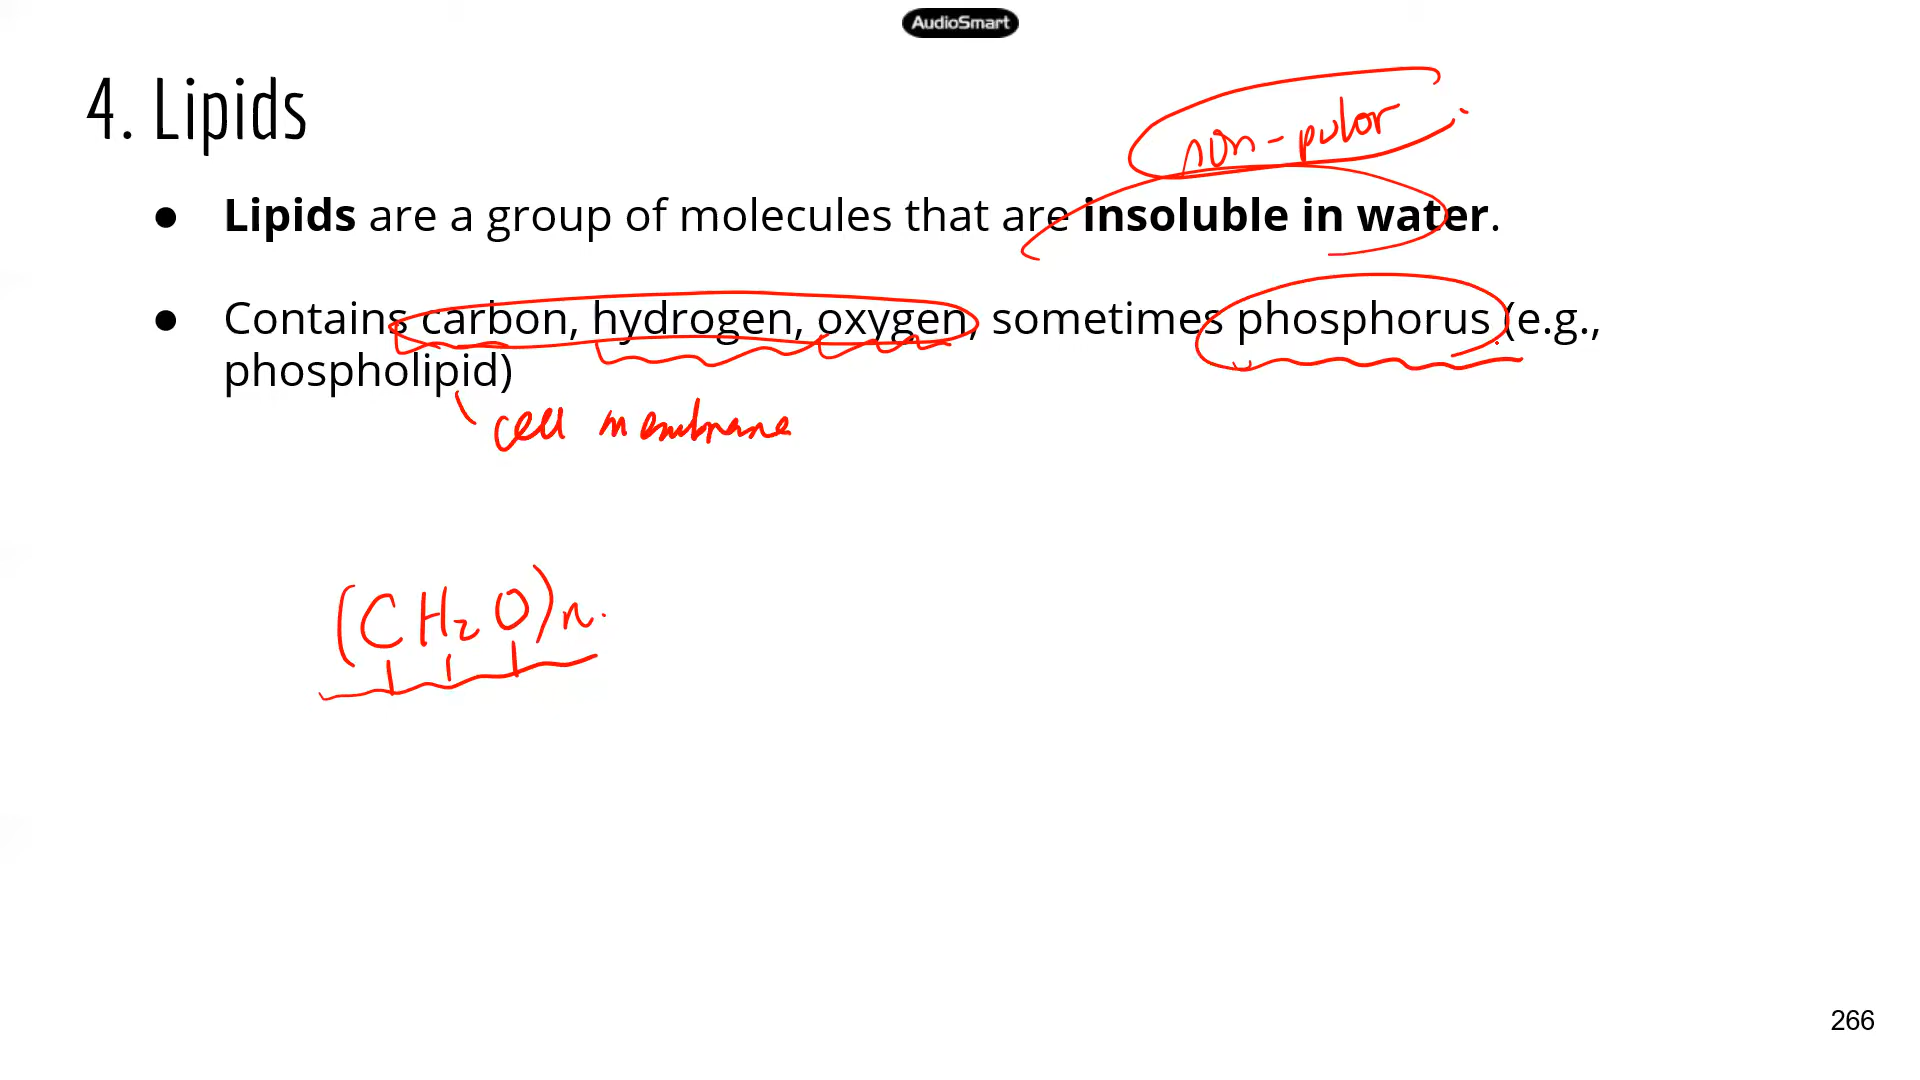 AudioSmart
4. Lipids
non-polor
● Lipids are a group of molecules that are insoluble in water.
● Contains carbon, hydrogen, oxygen, sometimes phosphorus (e.g.,
phospholipid)
cell membrane
(CH₂O)n.
266